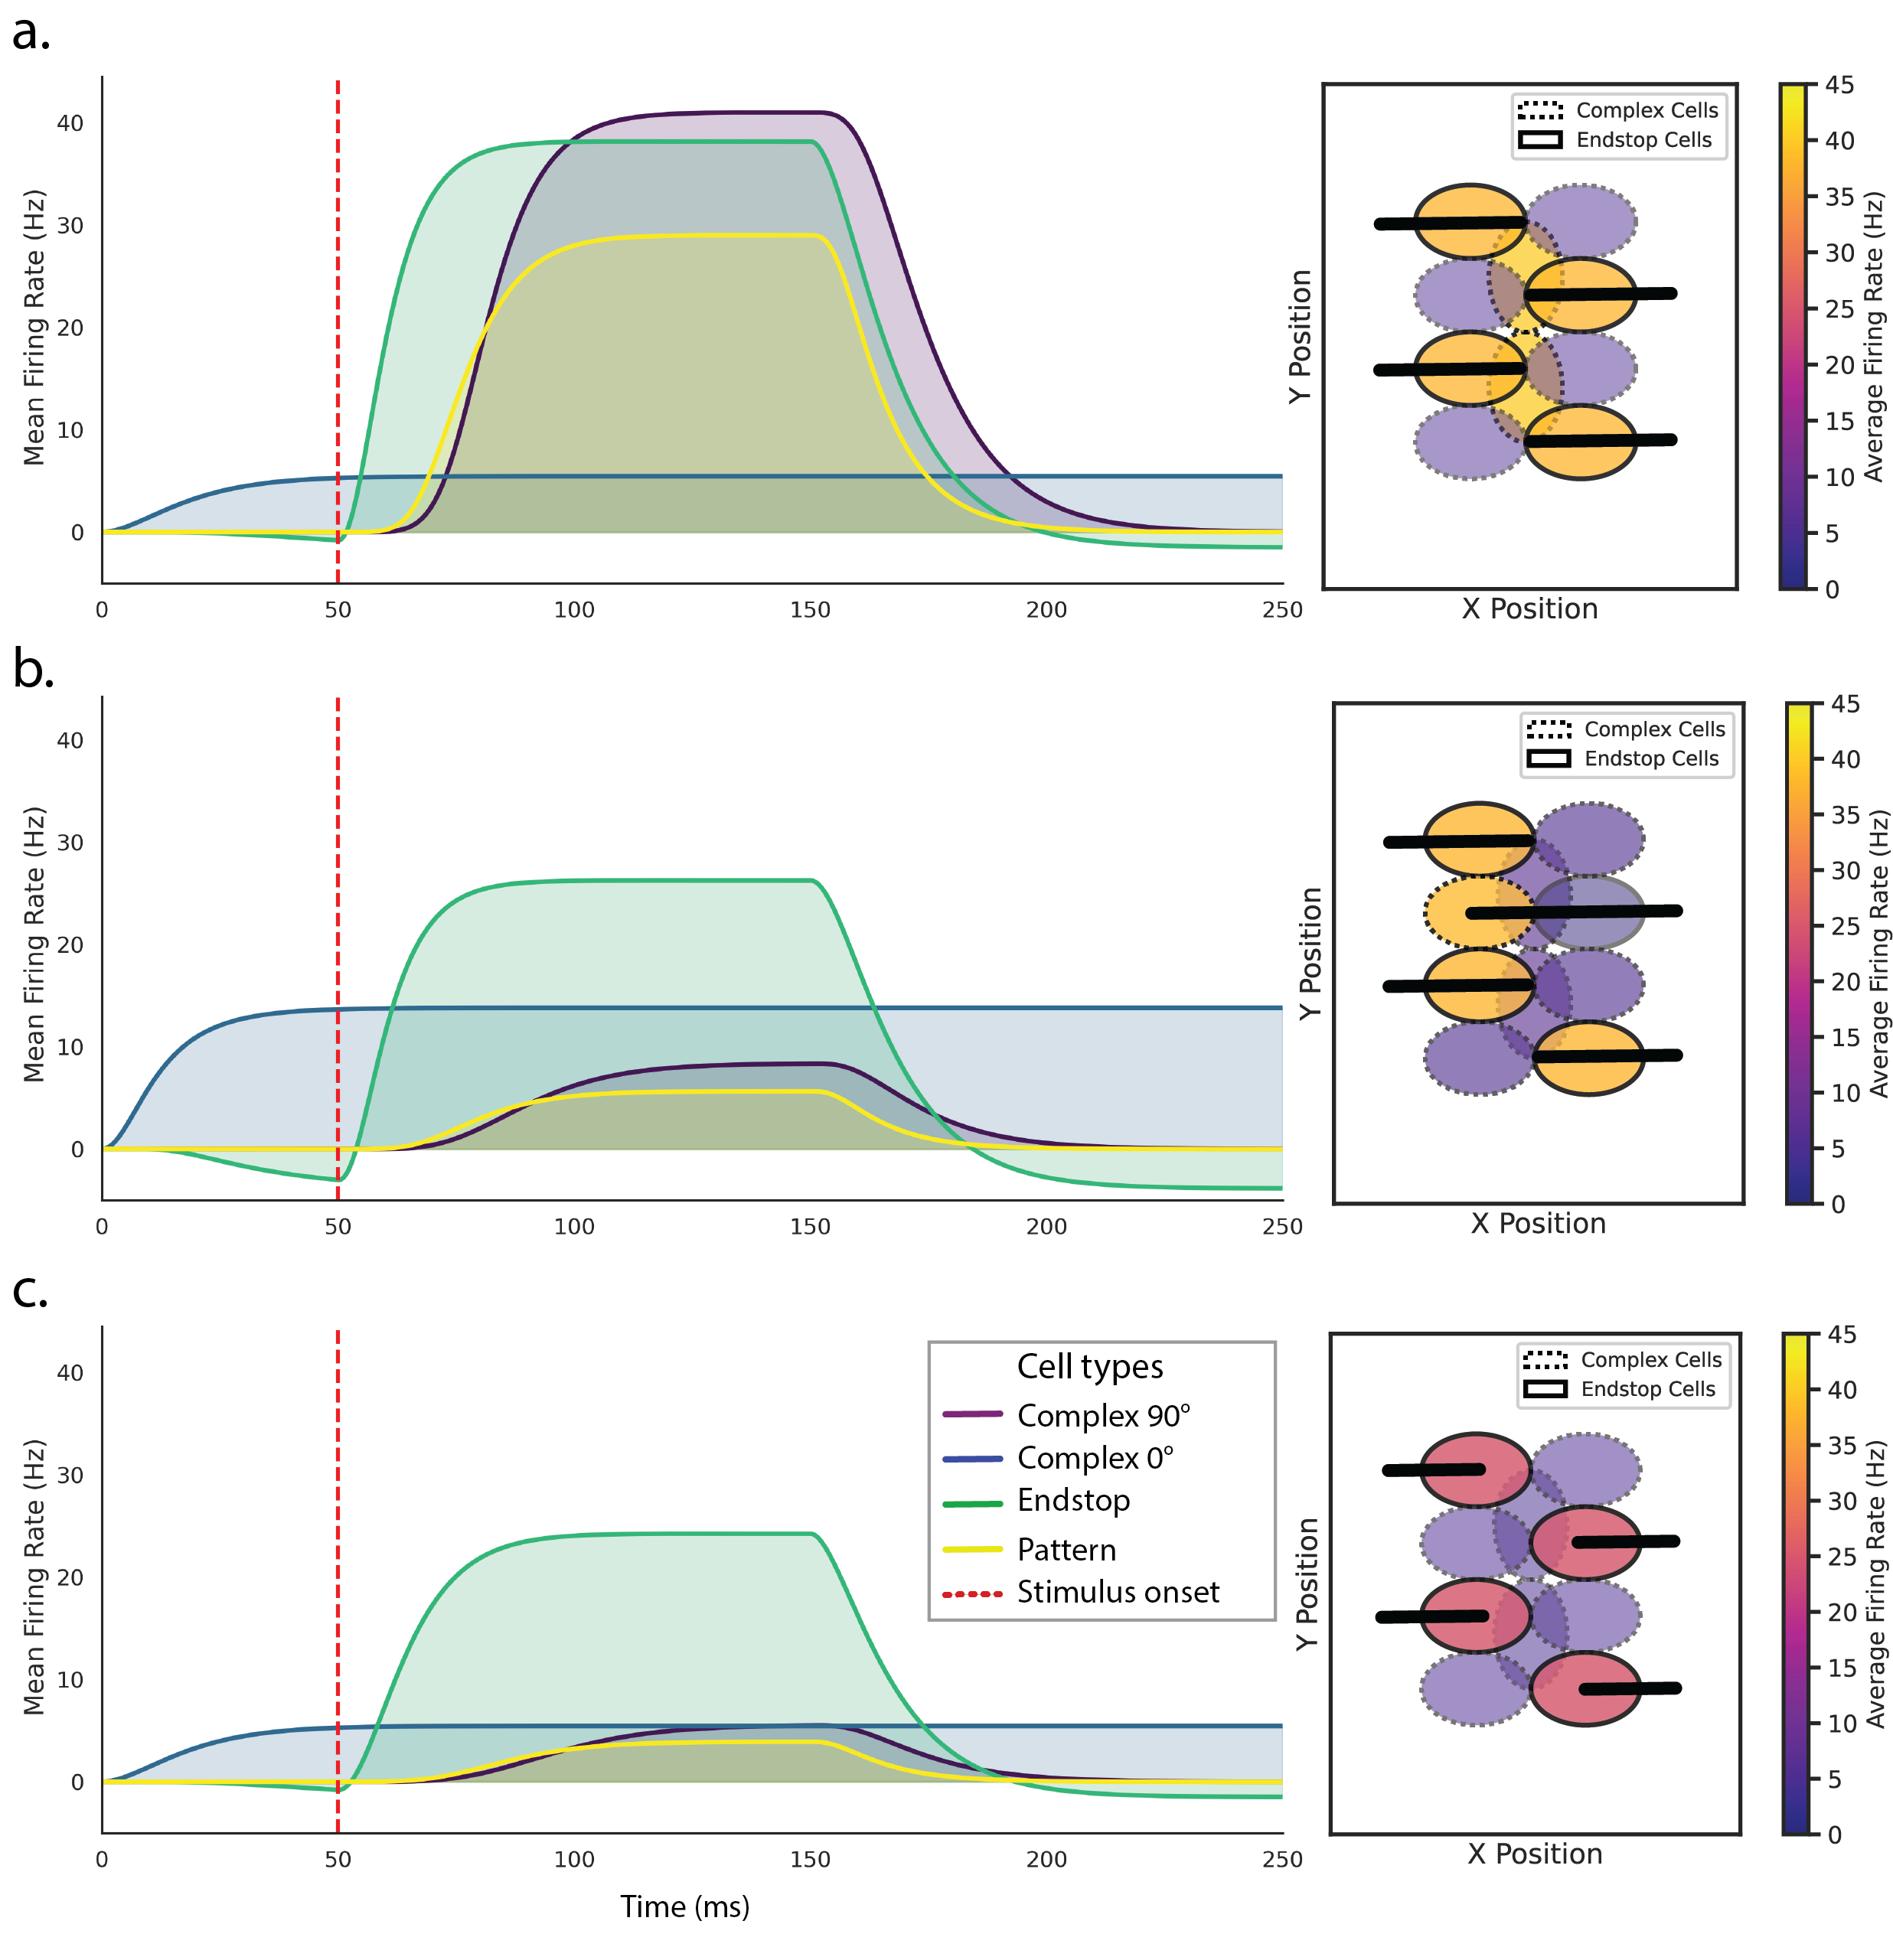 a.
Mean Firing Rate (Hz)
40
30
20
10
0
0 50 100 150 200 250
Complex Cells
Endstop Cells
Y Position
X Position
45
40
35
30
25
20
15
10
5
0
Average Firing Rate (Hz)
b.
Mean Firing Rate (Hz)
40
30
20
10
0
0 50 100 150 200 250
Complex Cells
Endstop Cells
Y Position
X Position
45
40
35
30
25
20
15
10
5
0
Average Firing Rate (Hz)
c.
Mean Firing Rate (Hz)
40
30
20
10
0
0 50 100 150 200 250
Time (ms)
Cell types
Complex 90°
Complex 0°
Endstop
Pattern
Stimulus onset
Complex Cells
Endstop Cells
Y Position
X Position
45
40
35
30
25
20
15
10
5
0
Average Firing Rate (Hz)